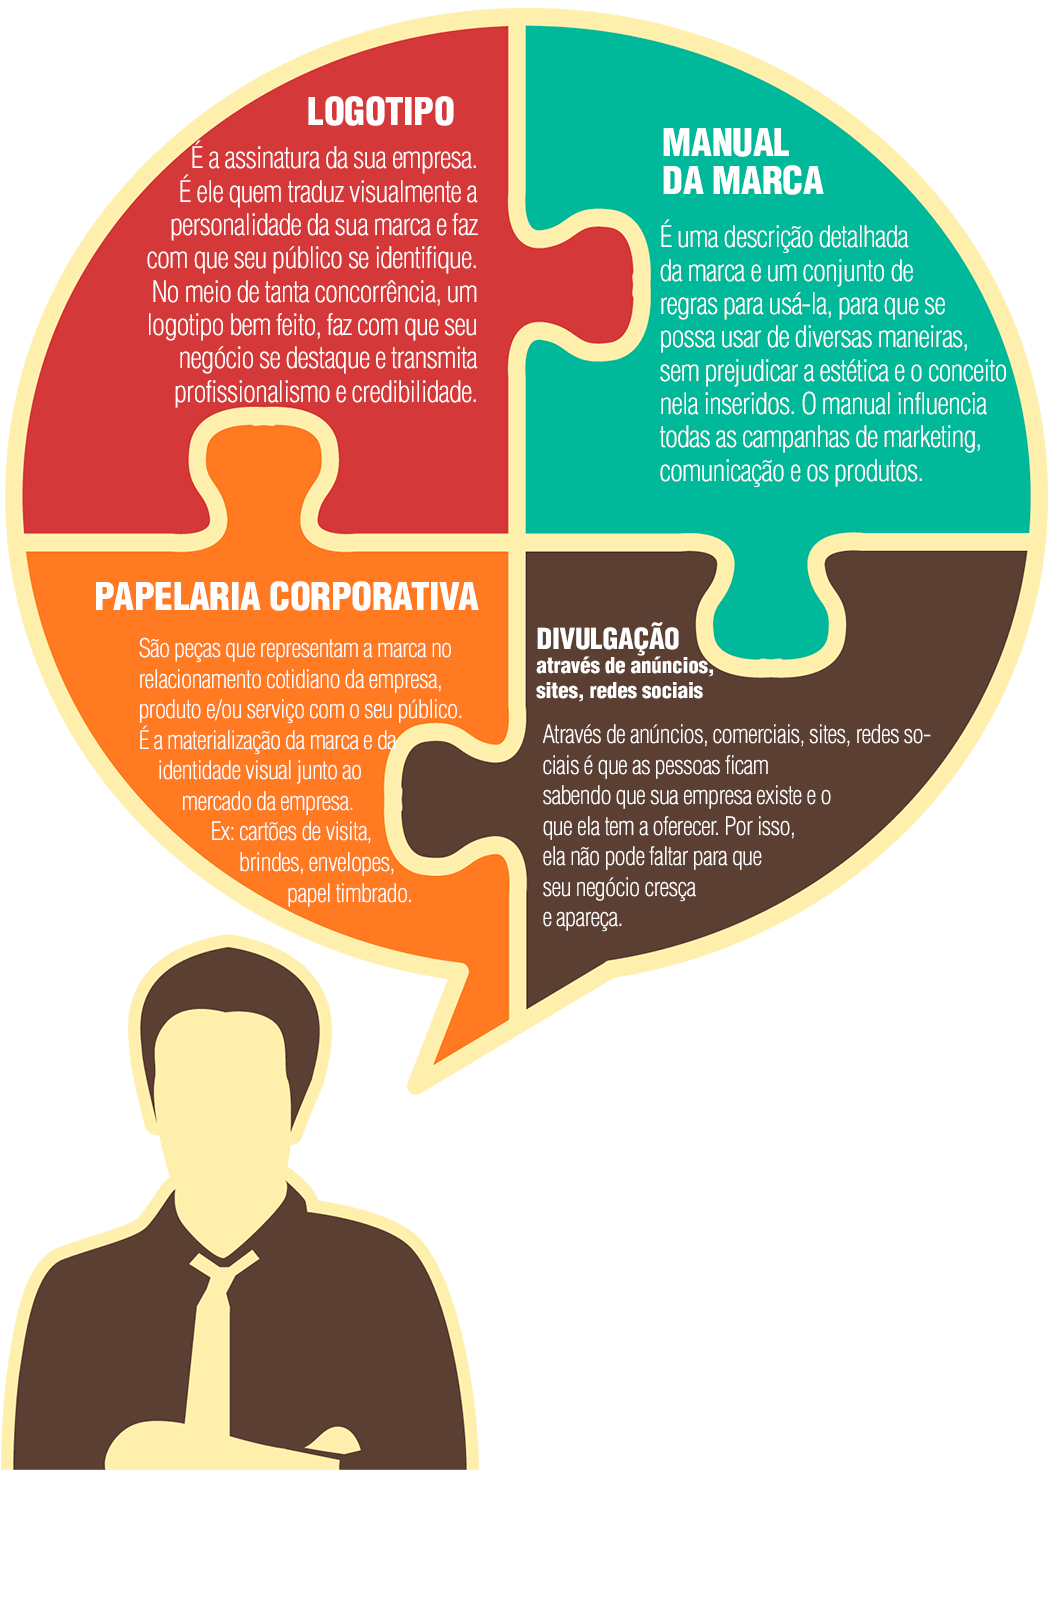 LOGOTIPO
É a assinatura da sua empresa.
É ele quem traduz visualmente a
personalidade da sua marca e faz
com que seu público se identifique.
No meio de tanta concorrência, um
logotipo bem feito, faz com que seu
negócio se destaque e transmita
profissionalismo e credibilidade.
MANUAL
DA MARCA
É uma descrição detalhada
da marca e um conjunto de
regras para usá-la, para que se
possa usar de diversas maneiras,
sem prejudicar a estética e o conceito
nela inseridos. O manual influencia
todas as campanhas de marketing,
comunicação e os produtos.
PAPELARIA CORPORATIVA
São peças que representam a marca no
relacionamento cotidiano da empresa,
produto e/ou serviço com o seu público.
É a materialização da marca e da
identidade visual junto ao
mercado da empresa.
Ex: cartões de visita,
brindes, envelopes,
papel timbrado.
DIVULGAÇÃO
através de anúncios,
sites, redes sociais
Através de anúncios, comerciais, sites, redes so-
ciais é que as pessoas ficam
sabendo que sua empresa existe e o
que ela tem a oferecer. Por isso,
ela não pode faltar para que
seu negócio cresça
e apareça.